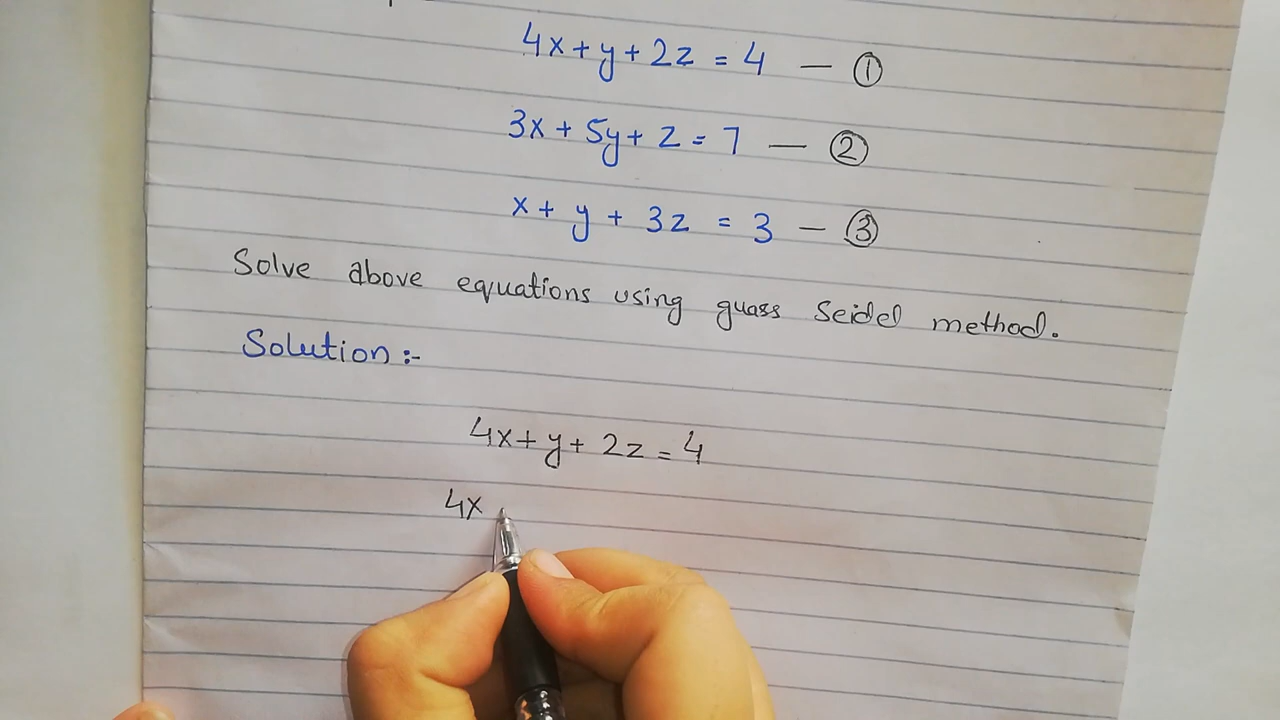 4x + y + 2z = 4 — ①
3x + 5y + z = 7 — ②
x + y + 3z = 3 — ③
Solve above equations using guass Seidel method.
Solution :-
4x + y + 2z = 4
4x